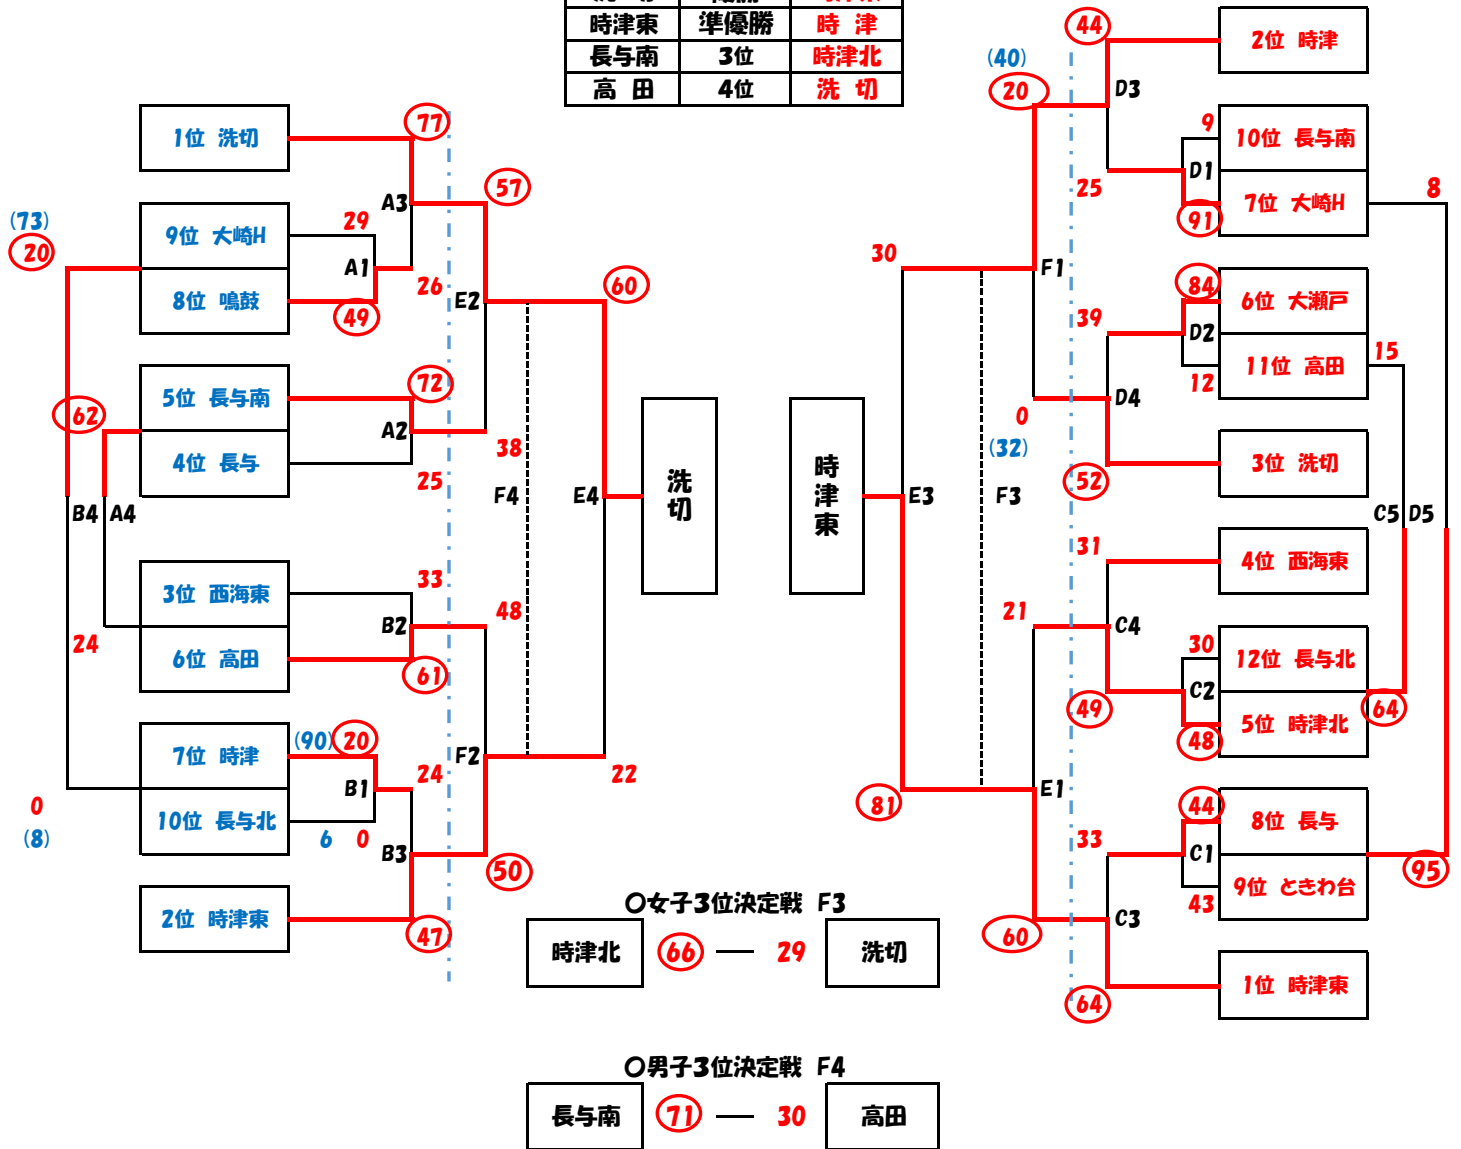 時津東 準優勝 時 津
長与南 3位 時津北
高 田 4位 洗 切
1位 洗切
77
A3
57
(73)
20
9位 大崎H
29
A1
26
8位 鳴鼓
49
E2
60
5位 長与南
72
62
A2
4位 長与
25
38
B4 A4
F4
E4
洗切
3位 西海東
33
48
B2
24
6位 高田
61
7位 時津
(90) 20
24
F2
22
B1
0
(8)
10位 長与北
6 0
B3
50
2位 時津東
47
44
2位 時津
(40)
20
D3
9
10位 長与南
D1
25
7位 大崎H
8
91
30
F1
84
6位 大瀬戸
39
D2
15
12
11位 高田
0
D4
(32)
3位 洗切
52
時津東
E3
F3
C5 D5
31
4位 西海東
21
C4
30
12位 長与北
C2
49
64
5位 時津北
48
E1
81
44
8位 長与
33
C1
95
9位 ときわ台
43
C3
60
1位 時津東
64
〇女子3位決定戦 F3
時津北 66 — 29 洗切
〇男子3位決定戦 F4
長与南 71 — 30 高田